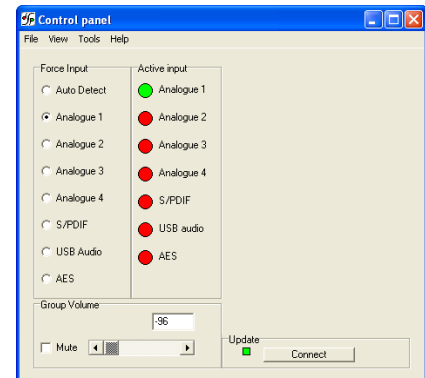 Control panel
File View Tools Help
Force Input
Auto Detect
Analogue 1
Analogue 2
Analogue 3
Analogue 4
S/PDIF
USB Audio
AES
Active input
Analogue 1
Analogue 2
Analogue 3
Analogue 4
S/PDIF
USB audio
AES
Group Volume
-96
Mute
Update
Connect